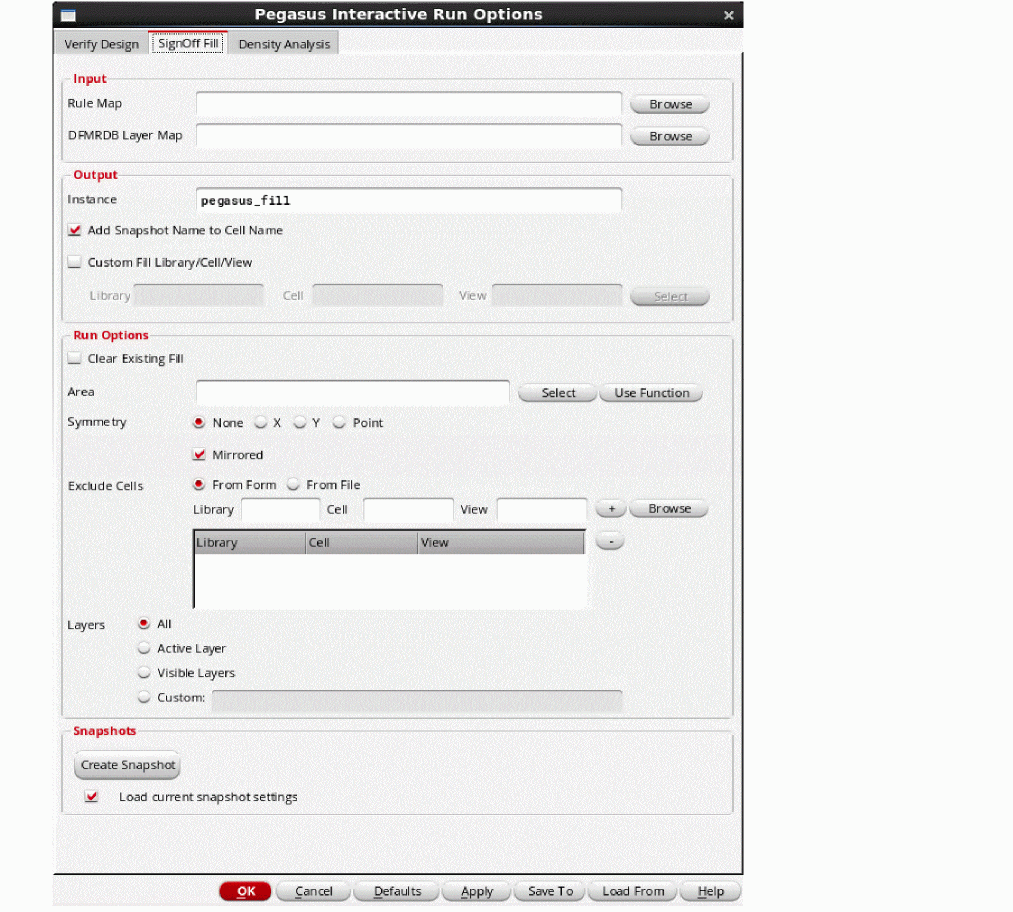 Pegasus Interactive Run Options
Verify Design SignOff Fill Density Analysis
Input
Rule Map Browse
DFMRDB Layer Map Browse
Output
Instance pegasus_fill
Add Snapshot Name to Cell Name
Custom Fill Library/Cell/View
Library Cell View Select
Run Options
Clear Existing Fill
Area Select Use Function
Symmetry None X Y Point
Mirrored
Exclude Cells From Form From File
Library Cell View + Browse
Library Cell View -
Layers All
Active Layer
Visible Layers
Custom:
Snapshots
Create Snapshot
Load current snapshot settings
OK Cancel Defaults Apply Save To Load From Help